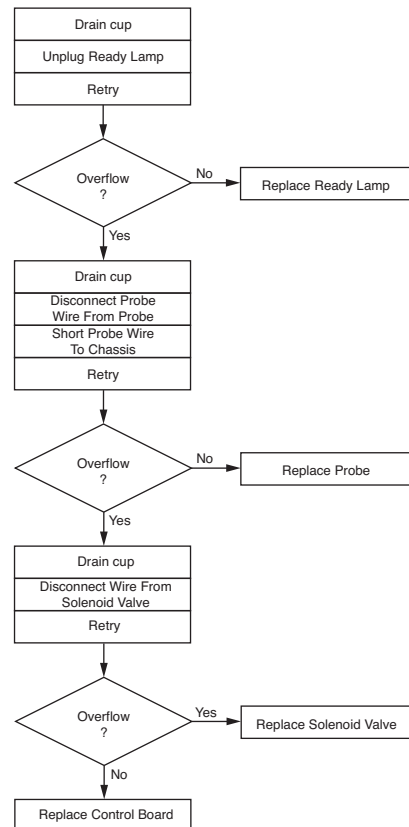 Drain cup
Unplug Ready Lamp
Retry
Overflow
?
No
Replace Ready Lamp
Yes
Drain cup
Disconnect Probe
Wire From Probe
Short Probe Wire
To Chassis
Retry
Overflow
?
No
Replace Probe
Yes
Drain cup
Disconnect Wire From
Solenoid Valve
Retry
Overflow
?
Yes
Replace Solenoid Valve
No
Replace Control Board